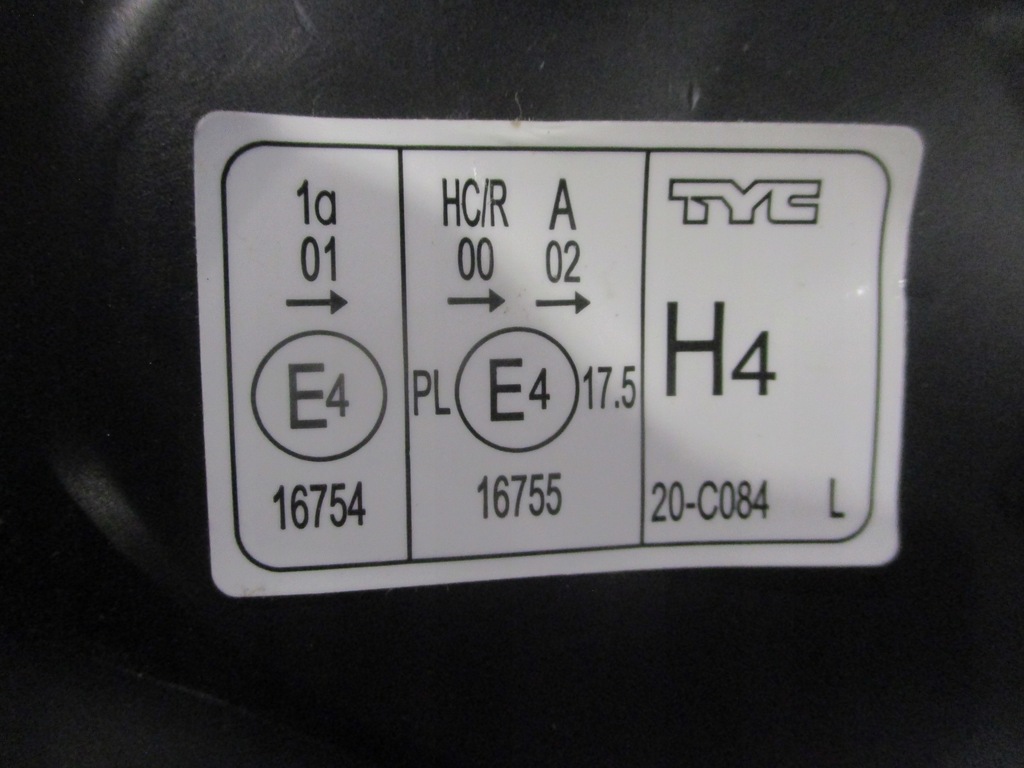 1a
01
→
E4
16754
HC/R A
00 02
→ →
PL E4 17.5
16755
TYC
H4
20-C084 L